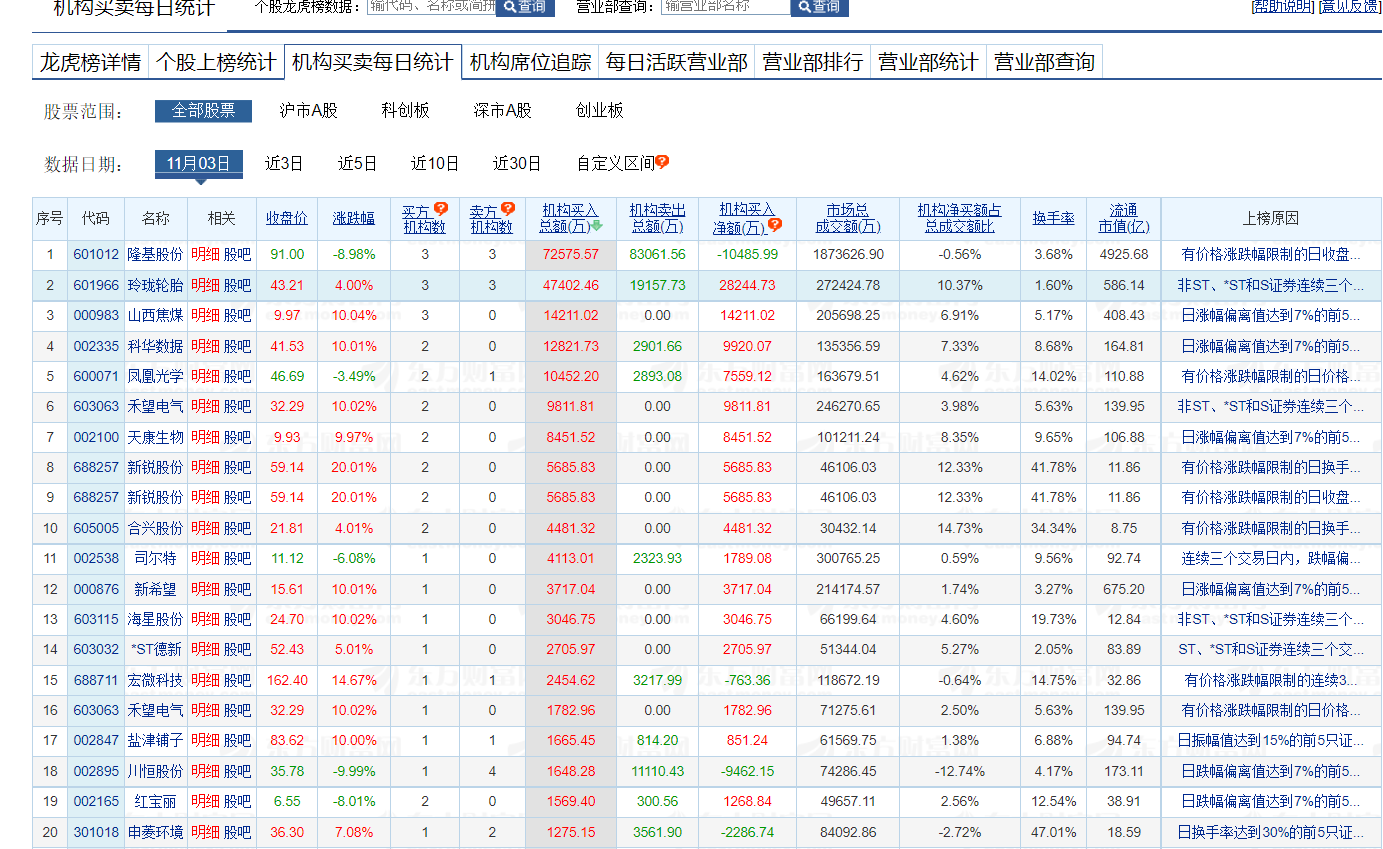 机构买卖每日统计 个股龙虎榜数据： 输代码、名称或简拼 查询 营业部查询： 输营业部名称 查询 [帮助说明] [意见反馈]
龙虎榜详情 个股上榜统计 机构买卖每日统计 机构席位追踪 每日活跃营业部 营业部排行 营业部统计 营业部查询
股票范围： 全部股票 沪市A股 科创板 深市A股 创业板
数据日期： 11月03日 近3日 近5日 近10日 近30日 自定义区间?
序号 代码 名称 相关 收盘价 涨跌幅 买方?机构数 卖方?机构数 机构买入总额(万) 机构卖出总额(万) 机构买入净额(万)? 市场总成交额(万) 机构净买额占总成交额比 换手率 流通市值(亿) 上榜原因
1 601012 隆基股份 明细 股吧 91.00 -8.98% 3 3 72575.57 83061.56 -10485.99 1873626.90 -0.56% 3.68% 4925.68 有价格涨跌幅限制的日收盘...
2 601966 玲珑轮胎 明细 股吧 43.21 4.00% 3 3 47402.46 19157.73 28244.73 272424.78 10.37% 1.60% 586.14 非ST、*ST和S证券连续三个...
3 000983 山西焦煤 明细 股吧 9.97 10.04% 3 0 14211.02 0.00 14211.02 205698.25 6.91% 5.17% 408.43 日涨幅偏离值达到7%的前5...
4 002335 科华数据 明细 股吧 41.53 10.01% 2 0 12821.73 2901.66 9920.07 135356.59 7.33% 8.68% 164.81 日涨幅偏离值达到7%的前5...
5 600071 凤凰光学 明细 股吧 46.69 -3.49% 2 1 10452.20 2893.08 7559.12 163679.51 4.62% 14.02% 110.88 有价格涨跌幅限制的日价格...
6 603063 禾望电气 明细 股吧 32.29 10.02% 2 0 9811.81 0.00 9811.81 246270.65 3.98% 5.63% 139.95 非ST、*ST和S证券连续三个...
7 002100 天康生物 明细 股吧 9.93 9.97% 2 0 8451.52 0.00 8451.52 101211.24 8.35% 9.65% 106.88 日涨幅偏离值达到7%的前5...
8 688257 新锐股份 明细 股吧 59.14 20.01% 2 0 5685.83 0.00 5685.83 46106.03 12.33% 41.78% 11.86 有价格涨跌幅限制的日换手...
9 688257 新锐股份 明细 股吧 59.14 20.01% 2 0 5685.83 0.00 5685.83 46106.03 12.33% 41.78% 11.86 有价格涨跌幅限制的日收盘...
10 605005 合兴股份 明细 股吧 21.81 4.01% 2 0 4481.32 0.00 4481.32 30432.14 14.73% 34.34% 8.75 有价格涨跌幅限制的日换手...
11 002538 司尔特 明细 股吧 11.12 -6.08% 1 1 4113.01 2323.93 1789.08 300765.25 0.59% 9.56% 92.74 连续三个交易日内，跌幅偏...
12 000876 新希望 明细 股吧 15.61 10.01% 1 0 3717.04 0.00 3717.04 214174.57 1.74% 3.27% 675.20 日涨幅偏离值达到7%的前5...
13 603115 海星股份 明细 股吧 24.70 10.02% 1 0 3046.75 0.00 3046.75 66199.64 4.60% 19.73% 12.84 非ST、*ST和S证券连续三个...
14 603032 *ST德新 明细 股吧 52.43 5.01% 1 0 2705.97 0.00 2705.97 51344.04 5.27% 2.05% 83.89 ST、*ST和S证券连续三个交...
15 688711 宏微科技 明细 股吧 162.40 14.67% 1 1 2454.62 3217.99 -763.36 118672.19 -0.64% 14.75% 32.86 有价格涨跌幅限制的连续3...
16 603063 禾望电气 明细 股吧 32.29 10.02% 1 0 1782.96 0.00 1782.96 71275.61 2.50% 5.63% 139.95 有价格涨跌幅限制的日价格...
17 002847 盐津铺子 明细 股吧 83.62 10.00% 1 1 1665.45 814.20 851.24 61569.75 1.38% 6.88% 94.74 日振幅值达到15%的前5只证...
18 002895 川恒股份 明细 股吧 35.78 -9.99% 1 4 1648.28 11110.43 -9462.15 74286.45 -12.74% 4.17% 173.11 日跌幅偏离值达到7%的前5...
19 002165 红宝丽 明细 股吧 6.55 -8.01% 2 0 1569.40 300.56 1268.84 49657.11 2.56% 12.54% 38.91 日跌幅偏离值达到7%的前5...
20 301018 申菱环境 明细 股吧 36.30 7.08% 1 2 1275.15 3561.90 -2286.74 84092.86 -2.72% 47.01% 18.59 日换手率达到30%的前5只证...